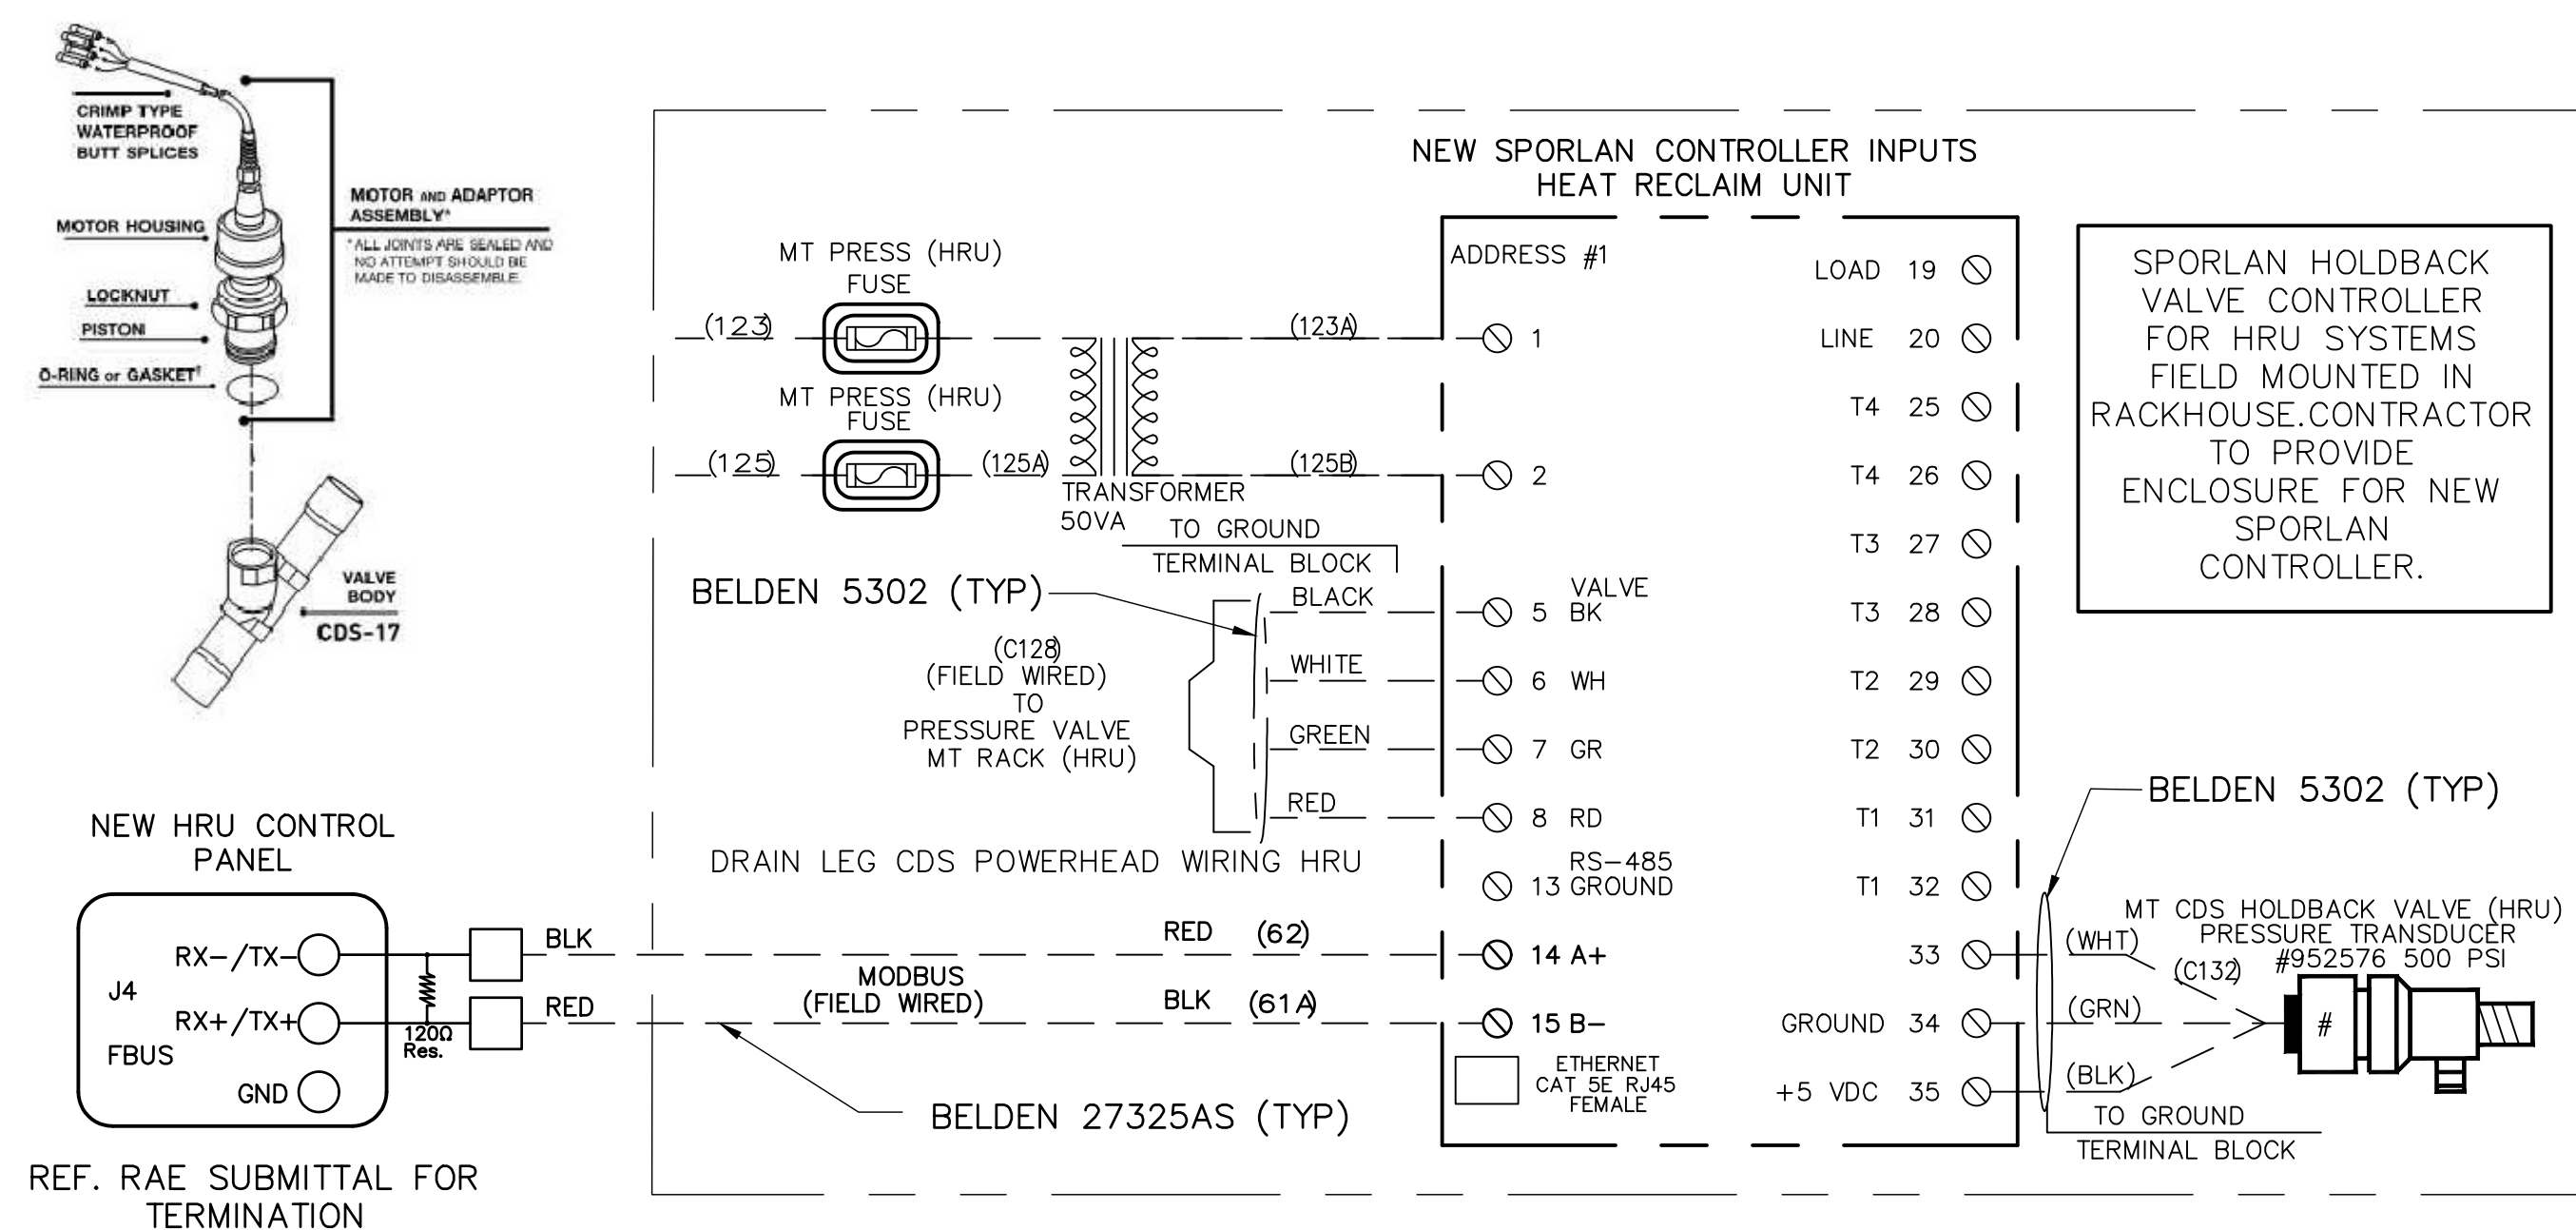 CRIMP TYPE
WATERPROOF
BUTT SPLICES
MOTOR AND ADAPTOR
ASSEMBLY*
*ALL JOINTS ARE SEALED AND
NO ATTEMPT SHOULD BE
MADE TO DISASSEMBLE.
MOTOR HOUSING
LOCKNUT
PISTON
O-RING or GASKET†
VALVE
BODY
CDS-17
NEW HRU CONTROL
PANEL
RX-/TX-
J4
RX+/TX+
FBUS
GND
120Ω
Res.
BLK
RED
REF. RAE SUBMITTAL FOR
TERMINATION
NEW SPORLAN CONTROLLER INPUTS
HEAT RECLAIM UNIT
MT PRESS (HRU)
FUSE
(123)
(123A)
MT PRESS (HRU)
FUSE
(125)
(125A)
(125B)
TRANSFORMER
50VA
TO GROUND
TERMINAL BLOCK
BELDEN 5302 (TYP)
BLACK
WHITE
GREEN
RED
(C128)
(FIELD WIRED)
TO
PRESSURE VALVE
MT RACK (HRU)
DRAIN LEG CDS POWERHEAD WIRING HRU
RED (62)
MODBUS
(FIELD WIRED)
BLK (61A)
BELDEN 27325AS (TYP)
ADDRESS #1
1
2
VALVE
5 BK
6 WH
7 GR
8 RD
RS-485
13 GROUND
14 A+
15 B-
ETHERNET
CAT 5E RJ45
FEMALE
LOAD 19
LINE 20
T4 25
T4 26
T3 27
T3 28
T2 29
T2 30
T1 31
T1 32
33
GROUND 34
+5 VDC 35
SPORLAN HOLDBACK
VALVE CONTROLLER
FOR HRU SYSTEMS
FIELD MOUNTED IN
RACKHOUSE.CONTRACTOR
TO PROVIDE
ENCLOSURE FOR NEW
SPORLAN
CONTROLLER.
BELDEN 5302 (TYP)
MT CDS HOLDBACK VALVE (HRU)
PRESSURE TRANSDUCER
#952576 500 PSI
(WHT)
(C132)
(GRN)
#
(BLK)
TO GROUND
TERMINAL BLOCK